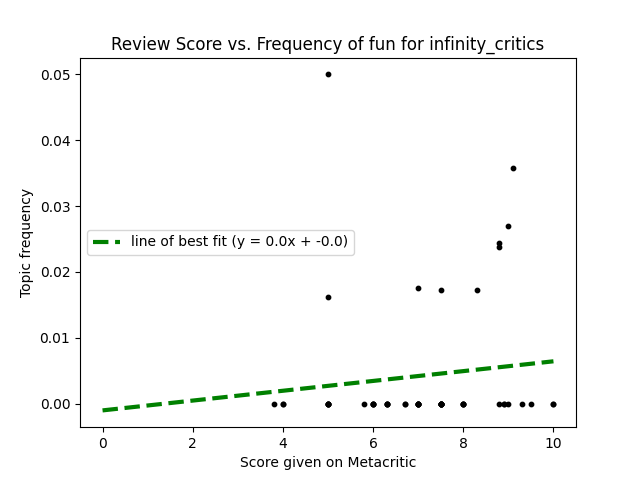 Review Score vs. Frequency of fun for infinity_critics
Topic frequency
0.05
0.04
0.03
0.02
0.01
0.00
line of best fit (y = 0.0x + -0.0)
0 2 4 6 8 10
Score given on Metacritic